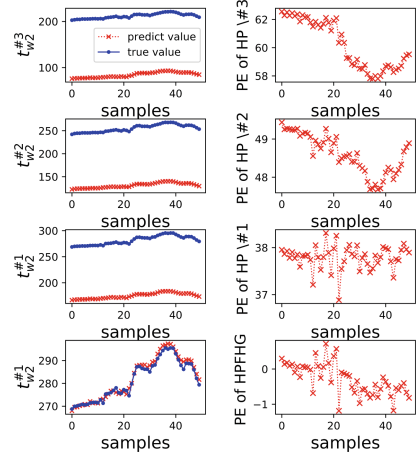 t_{w2}^{#3}
200
100
predict value
true value
0 20 40
samples
PE of HP \#3
62
60
58
0 20 40
samples
t_{w2}^{#2}
250
200
150
0 20 40
samples
PE of HP \#2
49
48
0 20 40
samples
t_{w2}^{#1}
300
250
200
0 20 40
samples
PE of HP \#1
38
37
0 20 40
samples
t_{w2}^{#1}
290
280
270
0 20 40
samples
PE of HPFHG
0
−1
0 20 40
samples